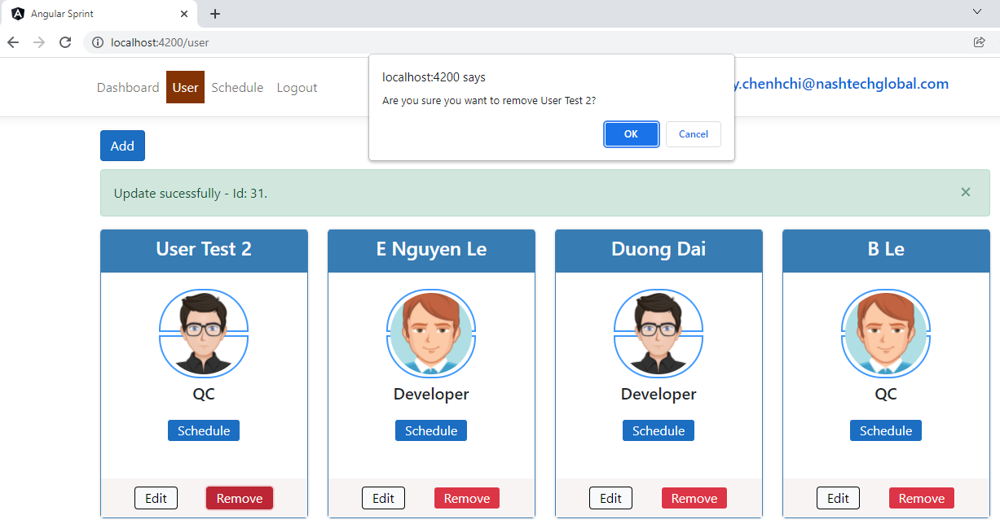 Angular Sprint
localhost:4200/user
localhost:4200 says
Are you sure you want to remove User Test 2?
OK Cancel
Dashboard User Schedule Logout
y.chenhchi@nashtechglobal.com
Add
Update sucessfully - Id: 31.
User Test 2 E Nguyen Le Duong Dai B Le
QC Developer Developer QC
Schedule Schedule Schedule Schedule
Edit Remove Edit Remove Edit Remove Edit Remove